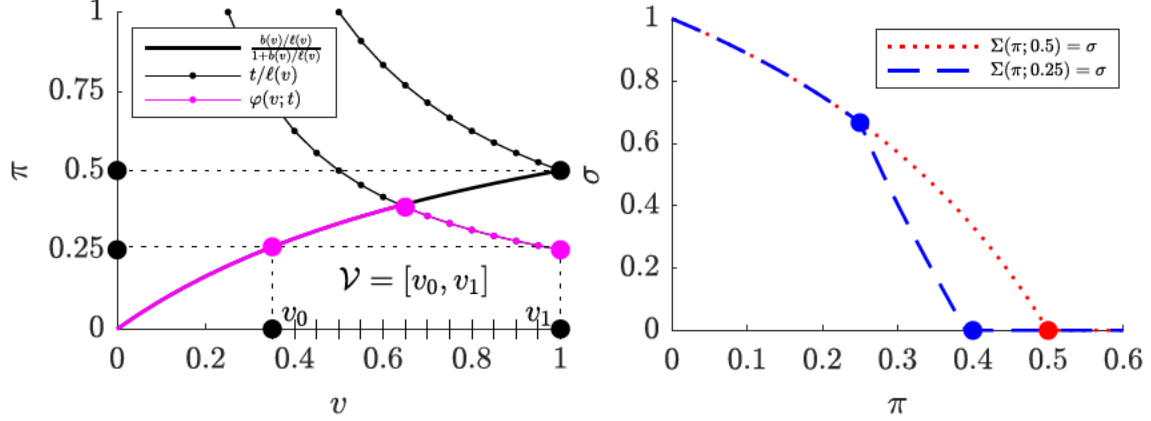 1
0.75
0.5
0.25
0
π
b(v)/ℓ(v)
1+b(v)/ℓ(v)
t/ℓ(v)
φ(v; t)
𝒱 = [v₀, v₁]
v₀
v₁
0 0.2 0.4 0.6 0.8 1
v
1
0.8
0.6
0.4
0.2
0
σ
Σ(π; 0.5) = σ
Σ(π; 0.25) = σ
0 0.1 0.2 0.3 0.4 0.5 0.6
π